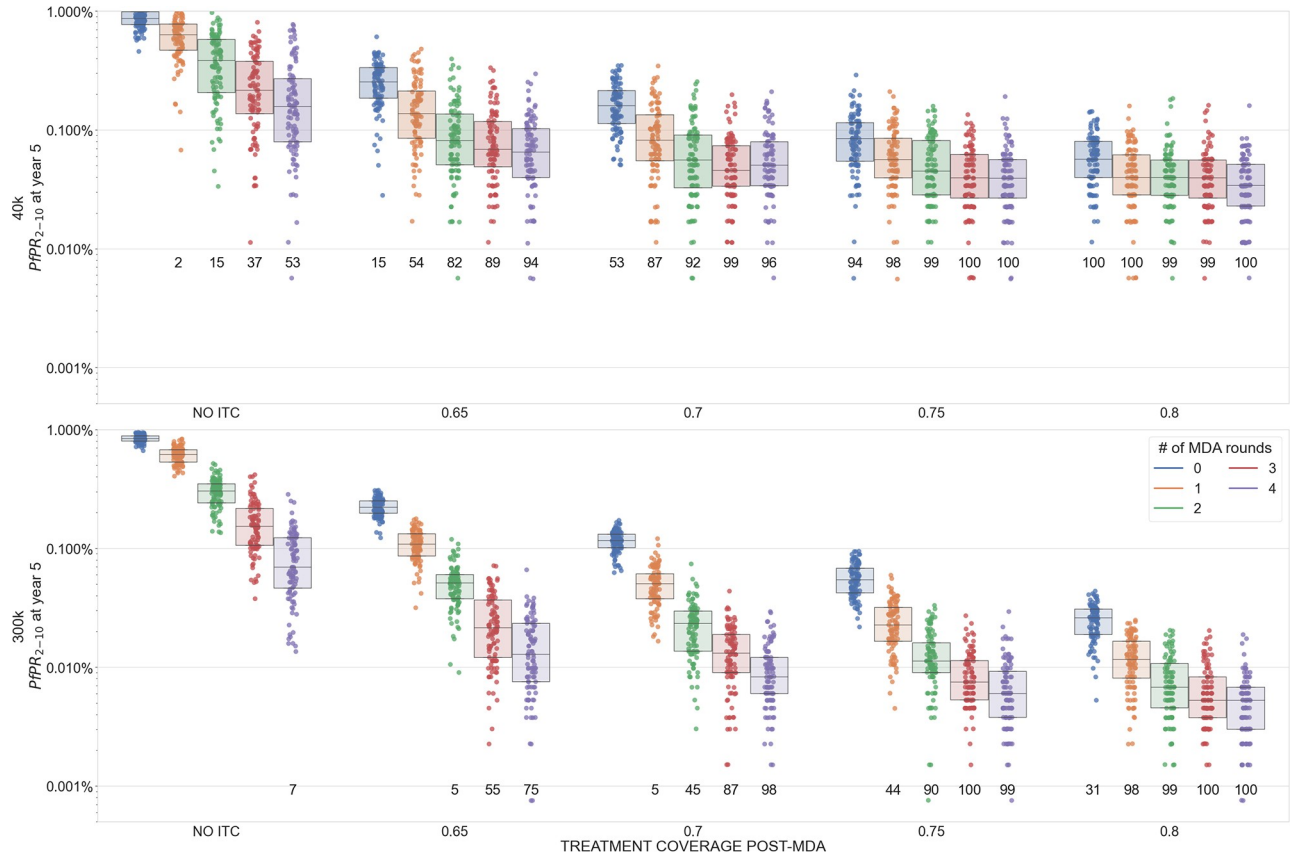 1.000%
0.100%
0.010%
0.001%
40k
PfPR2−10 at year 5
2 15 37 53 15 54 82 89 94 53 87 92 99 96 94 98 99 100 100 100 100 99 99 100
NO ITC 0.65 0.7 0.75 0.8
1.000%
0.100%
0.010%
0.001%
300k
PfPR2−10 at year 5
# of MDA rounds
0 3
1 4
2
7 5 55 75 5 45 87 98 44 90 100 99 31 98 99 100 100
NO ITC 0.65 0.7 0.75 0.8
TREATMENT COVERAGE POST-MDA